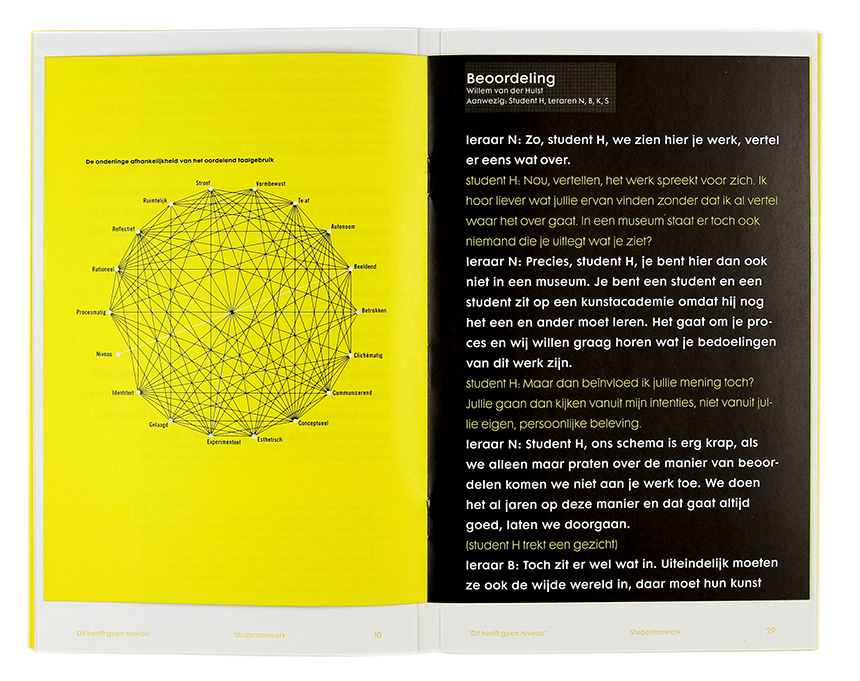 De onderlinge afhankelijkheid van het oordelend taalgebruik
Stroef
Vormbewust
Ruimtelijk
Te af
Reflectief
Autonoom
Rationeel
Beeldend
Procesmatig
Betrokken
Niveau
Clichématig
Identiteit
Communicerend
Gelaagd
Conceptueel
Experimenteel
Esthetisch
'Dit heeft geen niveau'
Studentenwerk
10
Beoordeling
Willem van der Hulst
Aanwezig: Student H, Leraren N, B, K, S
leraar N: Zo, student H, we zien hier je werk, vertel
er eens wat over.
student H: Nou, vertellen, het werk spreekt voor zich. Ik
hoor liever wat jullie ervan vinden zonder dat ik al vertel
waar het over gaat. In een museum staat er toch ook
niemand die je uitlegt wat je ziet?
leraar N: Precies, student H, je bent hier dan ook
niet in een museum. Je bent een student en een
student zit op een kunstacademie omdat hij nog
het een en ander moet leren. Het gaat om je pro-
ces en wij willen graag horen wat je bedoelingen
van dit werk zijn.
student H: Maar dan beïnvloed ik jullie mening toch?
Jullie gaan dan kijken vanuit mijn intenties, niet vanuit jul-
lie eigen, persoonlijke beleving.
leraar N: Student H, ons schema is erg krap, als
we alleen maar praten over de manier van beoor-
delen komen we niet aan je werk toe. We doen
het al jaren op deze manier en dat gaat altijd
goed, laten we doorgaan.
(student H trekt een gezicht)
leraar B: Toch zit er wel wat in. Uiteindelijk moeten
ze ook de wijde wereld in, daar moet hun kunst
'Dit heeft geen niveau'
Studentenwerk
29